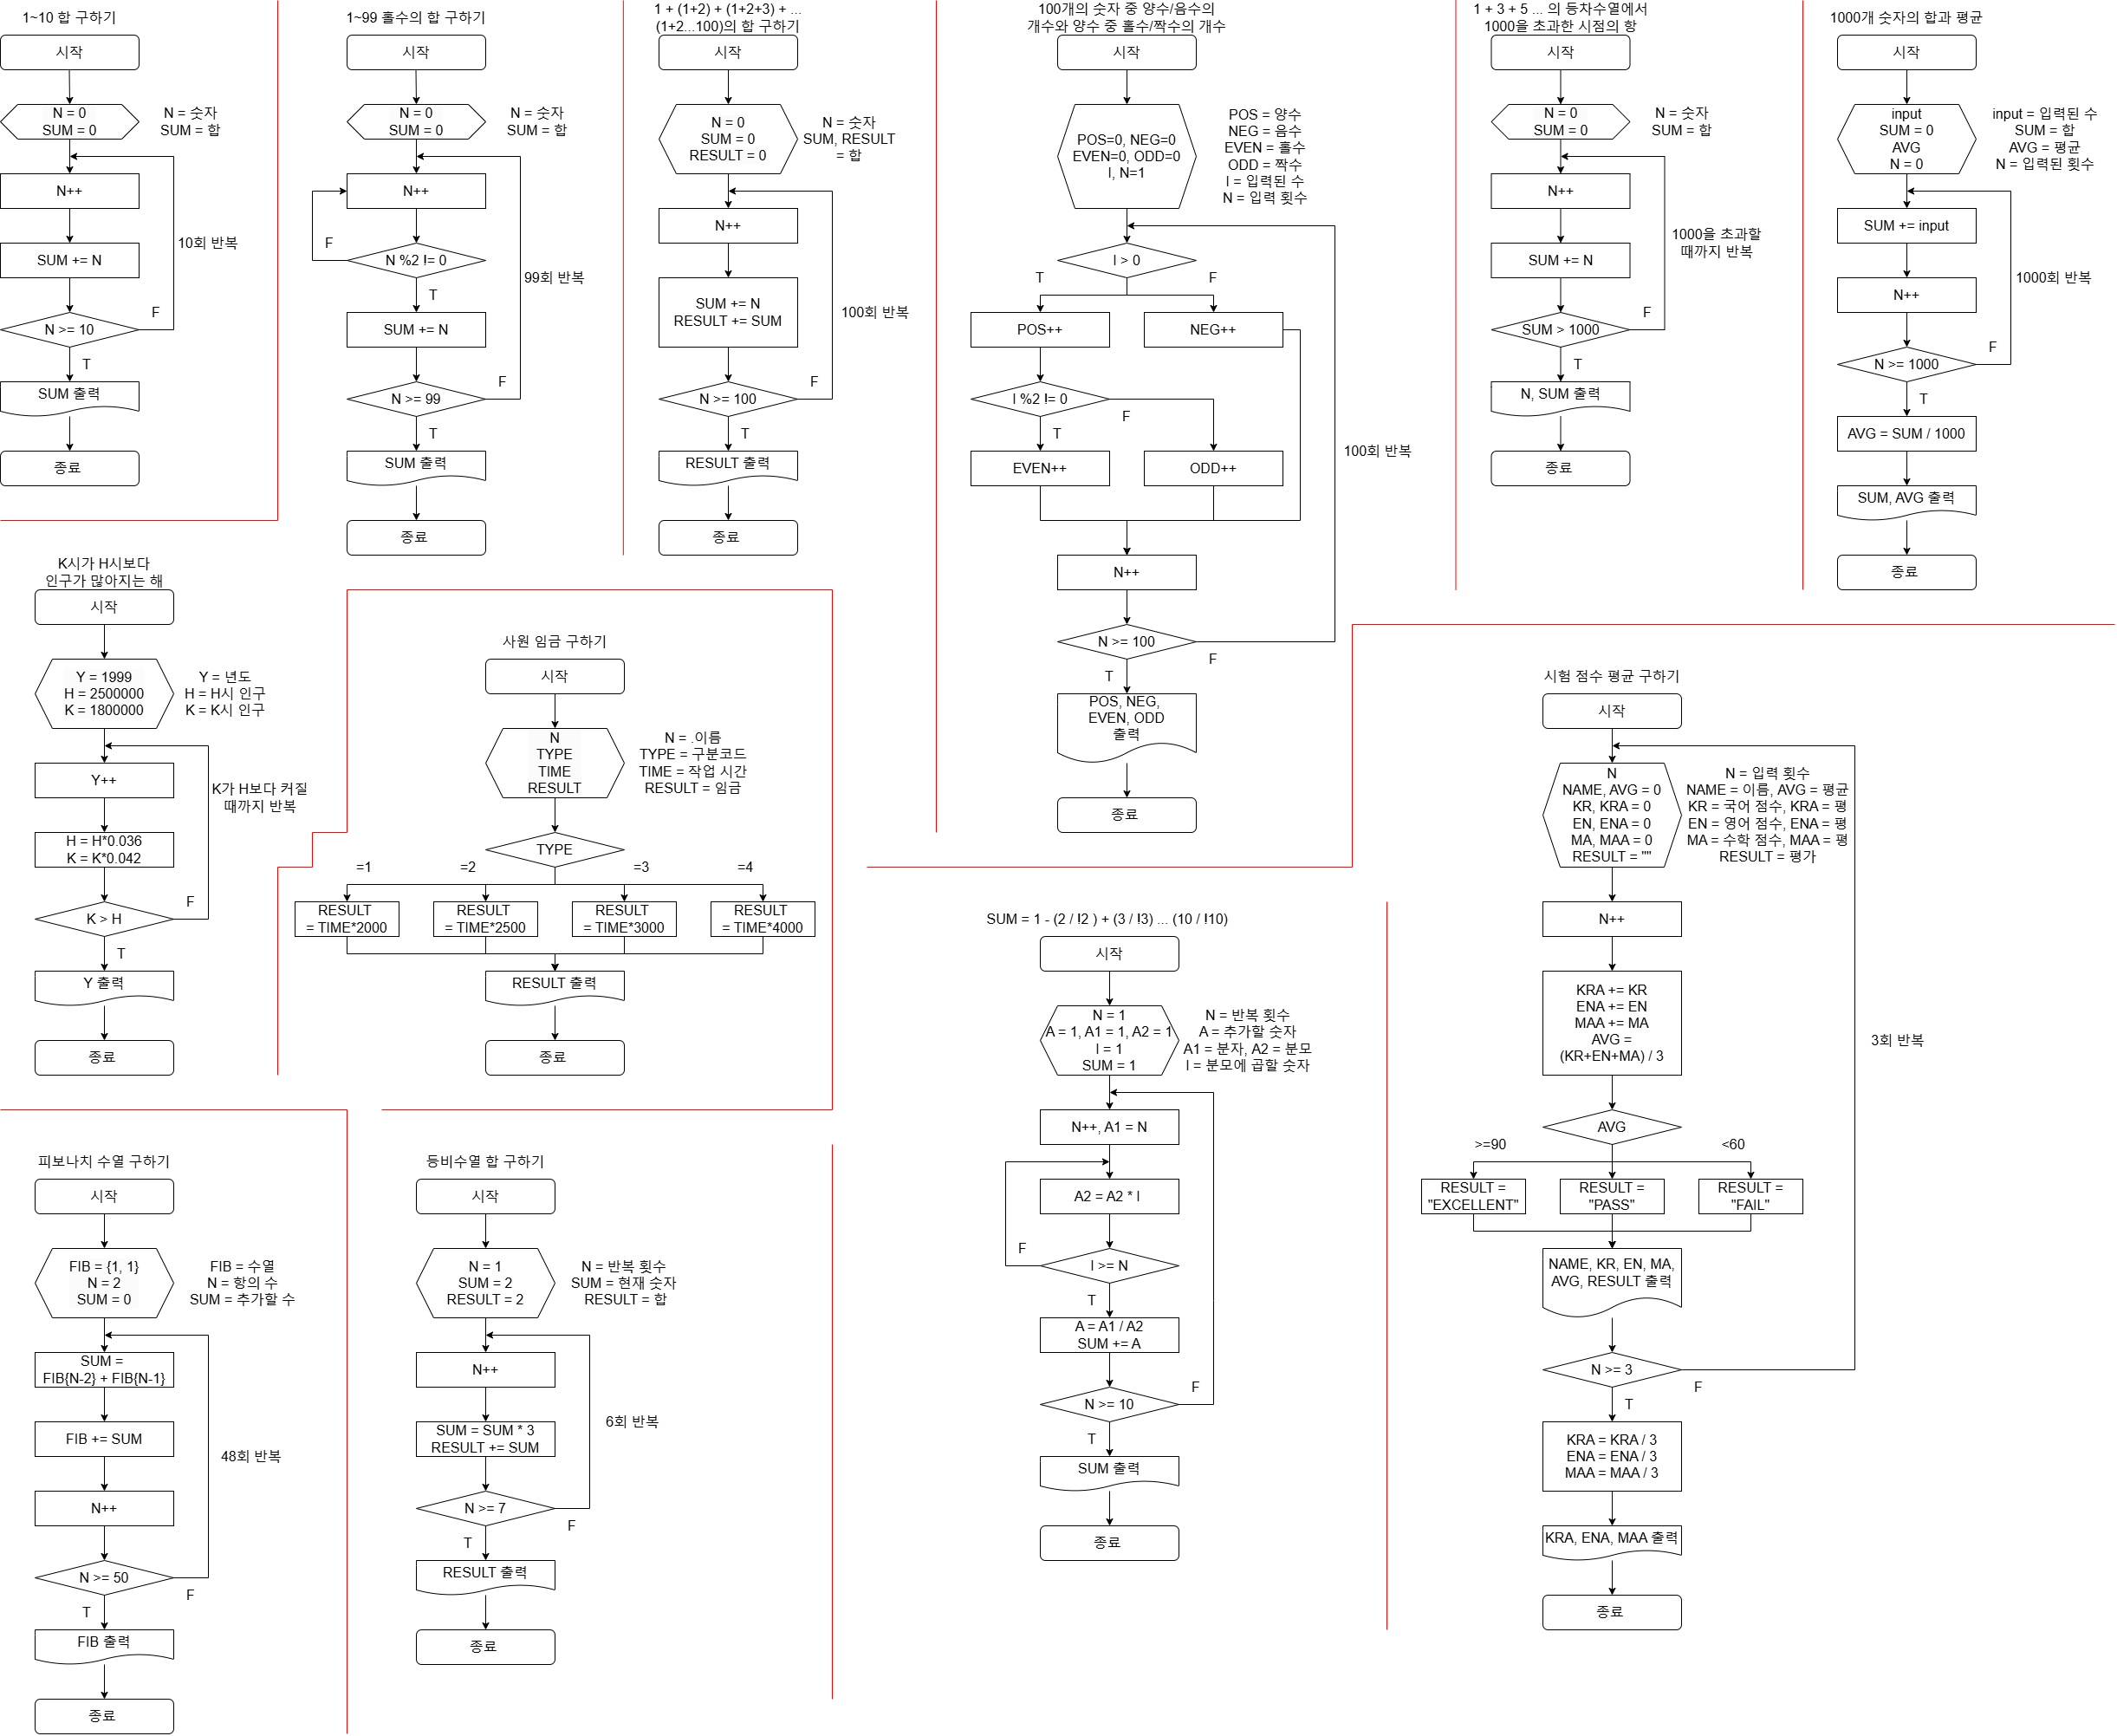 1~10 합 구하기
시작
N = 0
SUM = 0
N = 숫자
SUM = 합
N++
SUM += N
10회 반복
F
N >= 10
T
SUM 출력
종료
1~99 홀수의 합 구하기
시작
N = 0
SUM = 0
N = 숫자
SUM = 합
N++
F
N %2 != 0
99회 반복
T
SUM += N
F
N >= 99
T
SUM 출력
종료
1 + (1+2) + (1+2+3) + ...
(1+2...100)의 합 구하기
시작
N = 0
SUM = 0
RESULT = 0
N = 숫자
SUM, RESULT
= 합
N++
SUM += N
RESULT += SUM
100회 반복
F
N >= 100
T
RESULT 출력
종료
100개의 숫자 중 양수/음수의
개수와 양수 중 홀수/짝수의 개수
시작
POS=0, NEG=0
EVEN=0, ODD=0
I, N=1
POS = 양수
NEG = 음수
EVEN = 홀수
ODD = 짝수
I = 입력된 수
N = 입력 횟수
I > 0
T
F
POS++
NEG++
I %2 != 0
F
T
EVEN++
ODD++
100회 반복
N++
N >= 100
F
T
POS, NEG,
EVEN, ODD
출력
종료
1 + 3 + 5 ... 의 등차수열에서
1000을 초과한 시점의 항
시작
N = 0
SUM = 0
N = 숫자
SUM = 합
N++
SUM += N
1000을 초과할
때까지 반복
F
SUM > 1000
T
N, SUM 출력
종료
1000개 숫자의 합과 평균
시작
input
SUM = 0
AVG
N = 0
input = 입력된 수
SUM = 합
AVG = 평균
N = 입력된 횟수
SUM += input
1000회 반복
N++
F
N >= 1000
T
AVG = SUM / 1000
SUM, AVG 출력
종료
K시가 H시보다
인구가 많아지는 해
시작
Y = 1999
H = 2500000
K = 1800000
Y = 년도
H = H시 인구
K = K시 인구
Y++
K가 H보다 커질
때까지 반복
H = H*0.036
K = K*0.042
F
K > H
T
Y 출력
종료
사원 임금 구하기
시작
N
TYPE
TIME
RESULT
N = .이름
TYPE = 구분코드
TIME = 작업 시간
RESULT = 임금
TYPE
=1
=2
=3
=4
RESULT
= TIME*2000
RESULT
= TIME*2500
RESULT
= TIME*3000
RESULT
= TIME*4000
RESULT 출력
종료
시험 점수 평균 구하기
시작
N
NAME, AVG = 0
KR, KRA = 0
EN, ENA = 0
MA, MAA = 0
RESULT = ""
N = 입력 횟수
NAME = 이름, AVG = 평균
KR = 국어 점수, KRA = 평
EN = 영어 점수, ENA = 평
MA = 수학 점수, MAA = 평
RESULT = 평가
N++
KRA += KR
ENA += EN
MAA += MA
AVG =
(KR+EN+MA) / 3
3회 반복
AVG
>=90
<60
RESULT =
"EXCELLENT"
RESULT =
"PASS"
RESULT =
"FAIL"
NAME, KR, EN, MA,
AVG, RESULT 출력
N >= 3
F
T
KRA = KRA / 3
ENA = ENA / 3
MAA = MAA / 3
KRA, ENA, MAA 출력
종료
SUM = 1 - (2 / !2 ) + (3 / !3) ... (10 / !10)
시작
N = 1
A = 1, A1 = 1, A2 = 1
I = 1
SUM = 1
N = 반복 횟수
A = 추가할 숫자
A1 = 분자, A2 = 분모
I = 분모에 곱할 숫자
N++, A1 = N
A2 = A2 * I
F
I >= N
T
A = A1 / A2
SUM += A
F
N >= 10
T
SUM 출력
종료
피보나치 수열 구하기
시작
FIB = {1, 1}
N = 2
SUM = 0
FIB = 수열
N = 항의 수
SUM = 추가할 수
SUM =
FIB{N-2} + FIB{N-1}
FIB += SUM
48회 반복
N++
N >= 50
F
T
FIB 출력
종료
등비수열 합 구하기
시작
N = 1
SUM = 2
RESULT = 2
N = 반복 횟수
SUM = 현재 숫자
RESULT = 합
N++
6회 반복
SUM = SUM * 3
RESULT += SUM
N >= 7
F
T
RESULT 출력
종료